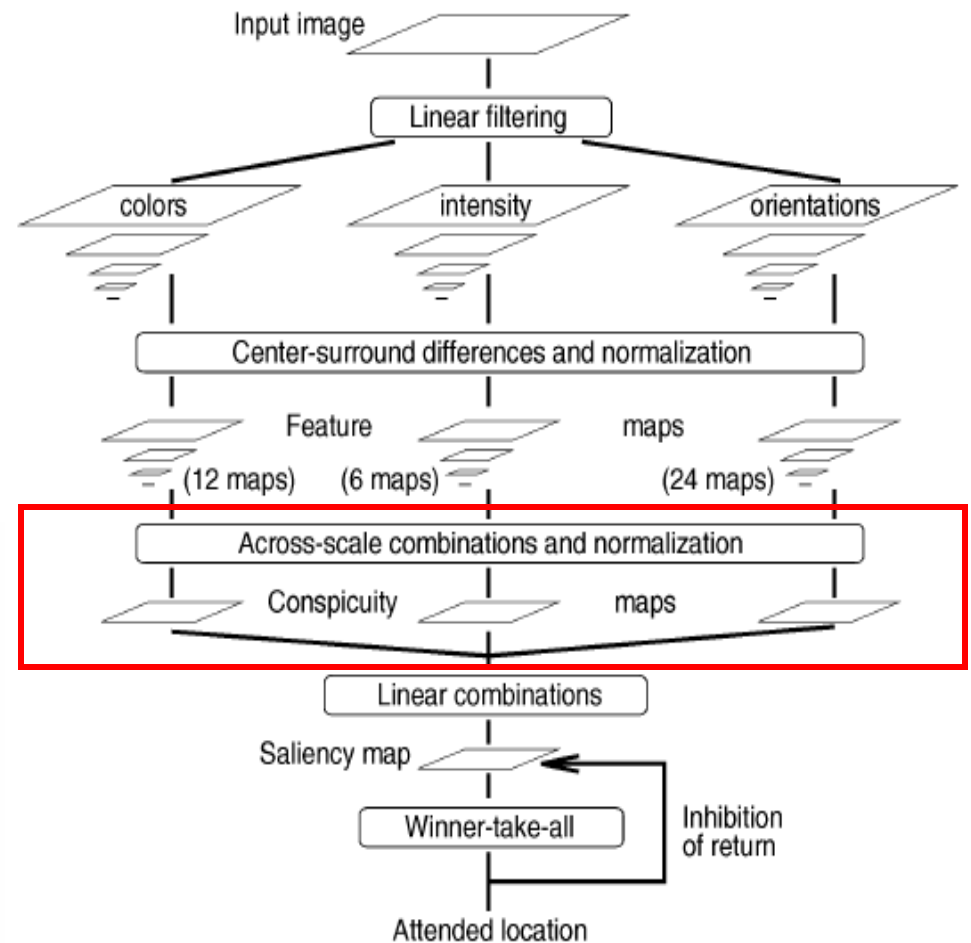 Input image
Linear filtering
colors
intensity
orientations
Center-surround differences and normalization
Feature
maps
(12 maps)
(6 maps)
(24 maps)
Across-scale combinations and normalization
Conspicuity
maps
Linear combinations
Saliency map
Winner-take-all
Inhibition
of return
Attended location